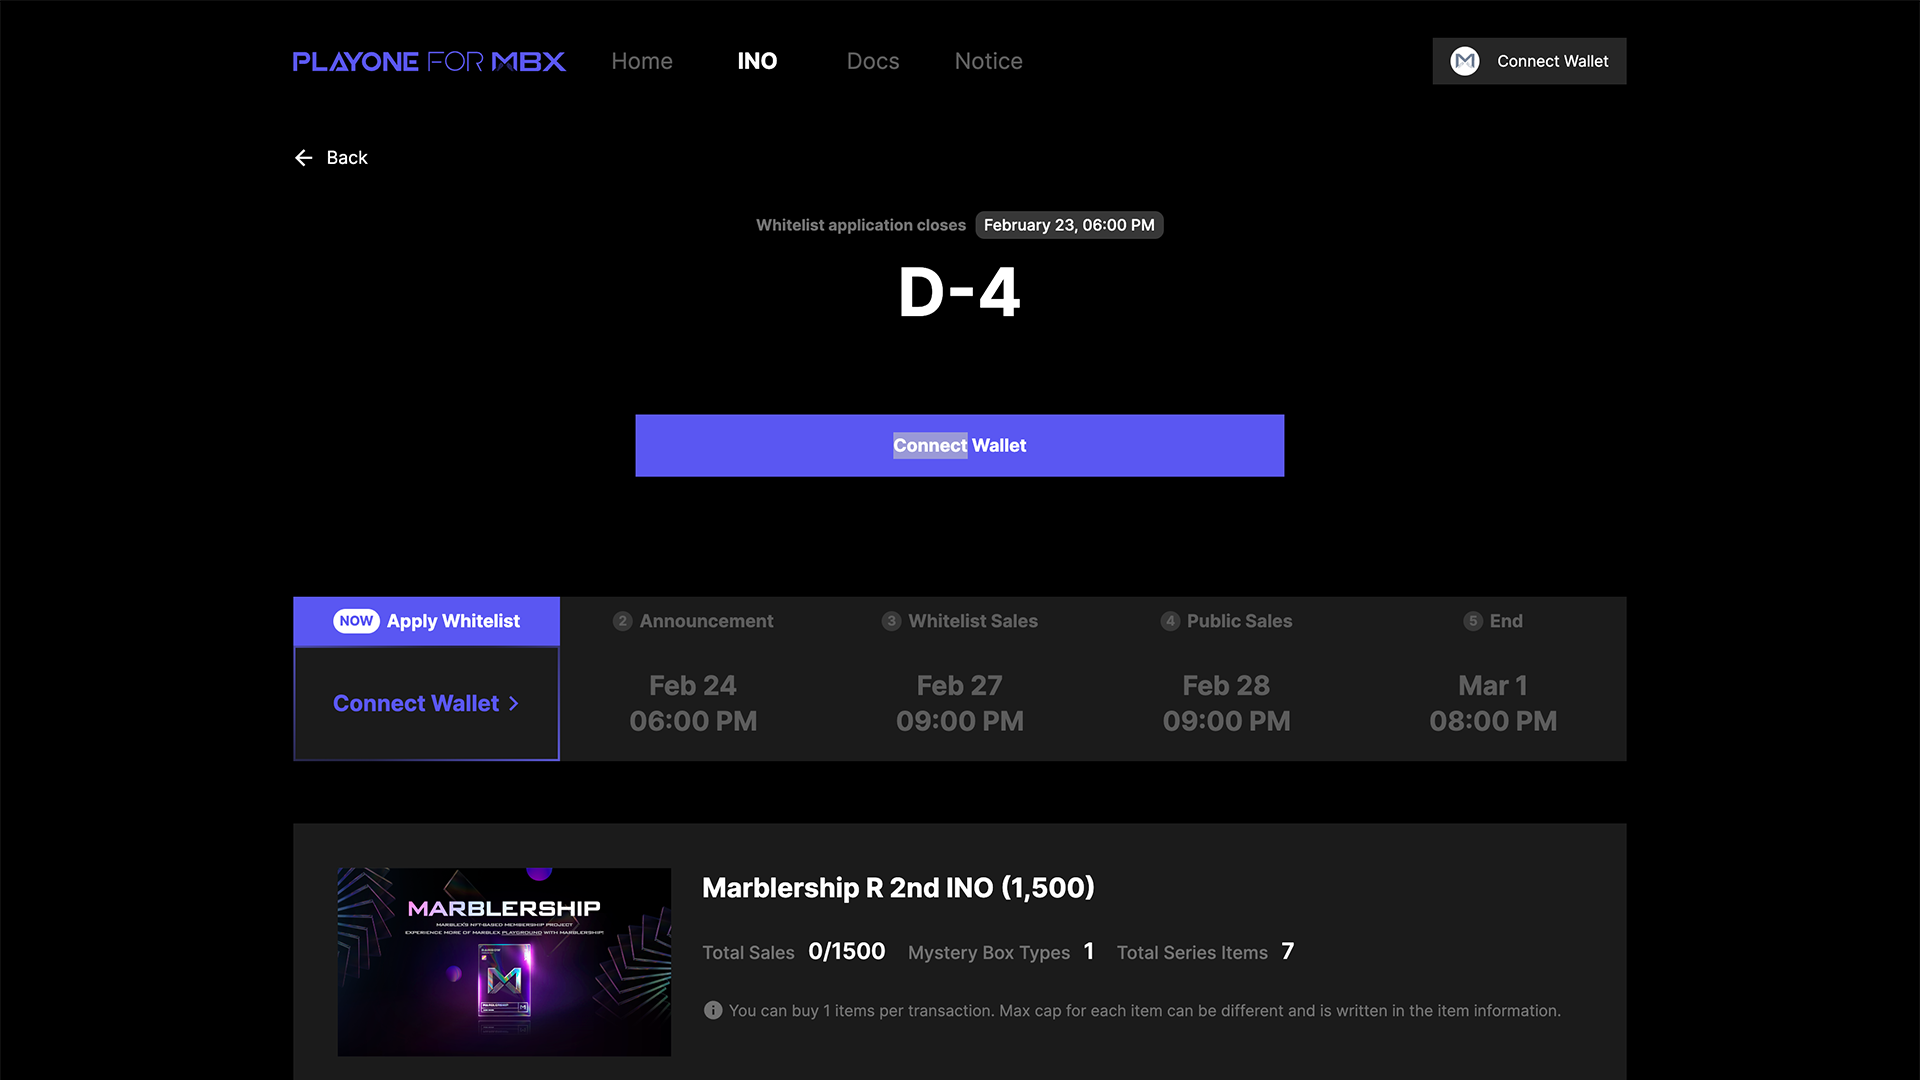 PLAYONE FOR MBX Home INO Docs Notice Connect Wallet
Back
Whitelist application closes February 23, 06:00 PM
D-4
Connect Wallet
NOW Apply Whitelist
Connect Wallet
2 Announcement
Feb 24
06:00 PM
3 Whitelist Sales
Feb 27
09:00 PM
4 Public Sales
Feb 28
09:00 PM
5 End
Mar 1
08:00 PM
MARBLERSHIP
MARBLEX'S NFT-BASED MEMBERSHIP PROJECT
EXPERIENCE MORE OF MARBLEX PLAYGROUND WITH MARBLERSHIP!
Marblership R 2nd INO (1,500)
Total Sales 0/1500 Mystery Box Types 1 Total Series Items 7
You can buy 1 items per transaction. Max cap for each item can be different and is written in the item information.